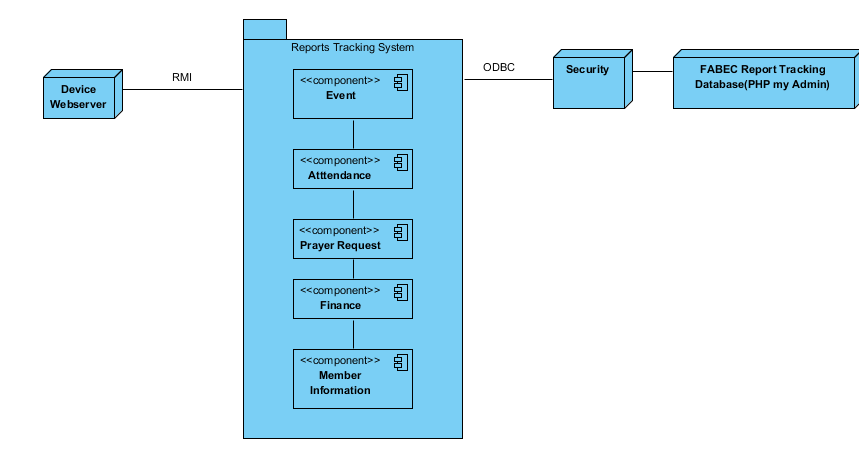 Reports Tracking System
Device
Webserver
RMI
<<component>>
Event
<<component>>
Atttendance
<<component>>
Prayer Request
<<component>>
Finance
<<component>>
Member
Information
ODBC
Security
FABEC Report Tracking
Database(PHP my Admin)